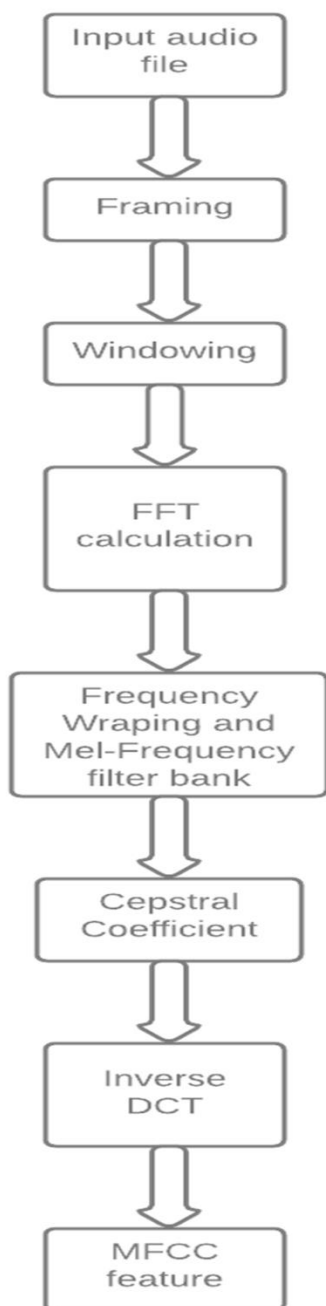 Input audio
file
Framing
Windowing
FFT
calculation
Frequency
Wraping and
Mel-Frequency
filter bank
Cepstral
Coefficient
Inverse
DCT
MFCC
feature